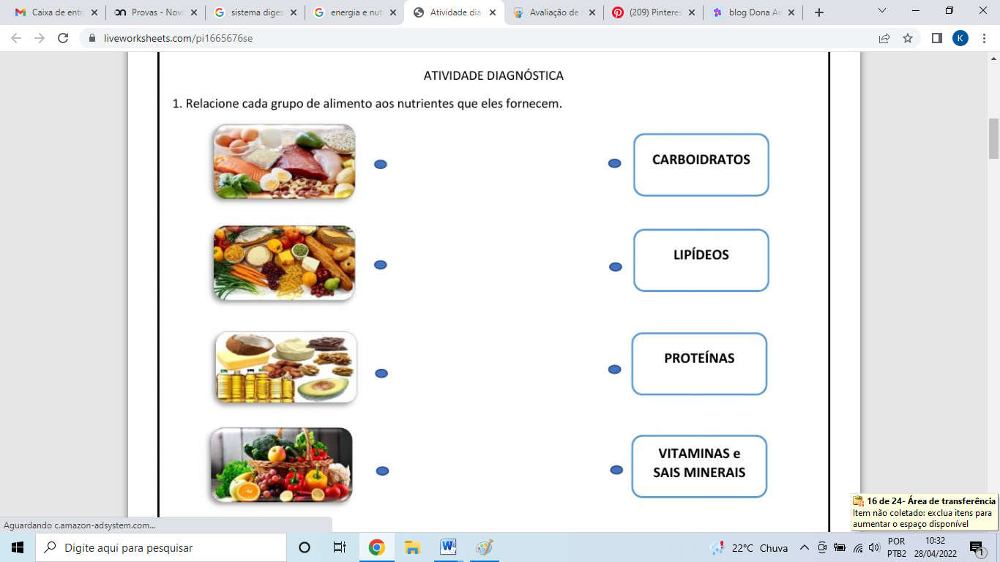 Caixa de entra
Provas - Novo
sistema diges
energia e nut
Atividade dia
Avaliação de
(209) Pinteres
blog Dona An
liveworksheets.com/pi1665676se
K
ATIVIDADE DIAGNÓSTICA
1. Relacione cada grupo de alimento aos nutrientes que eles fornecem.
CARBOIDRATOS
LIPÍDEOS
PROTEÍNAS
VITAMINAS e
SAIS MINERAIS
16 de 24- Área de transferência
Item não coletado: exclua itens para
aumentar o espaço disponível
Aguardando c.amazon-adsystem.com...
Digite aqui para pesquisar
22°C Chuva
POR
PTB2
10:32
28/04/2022
1